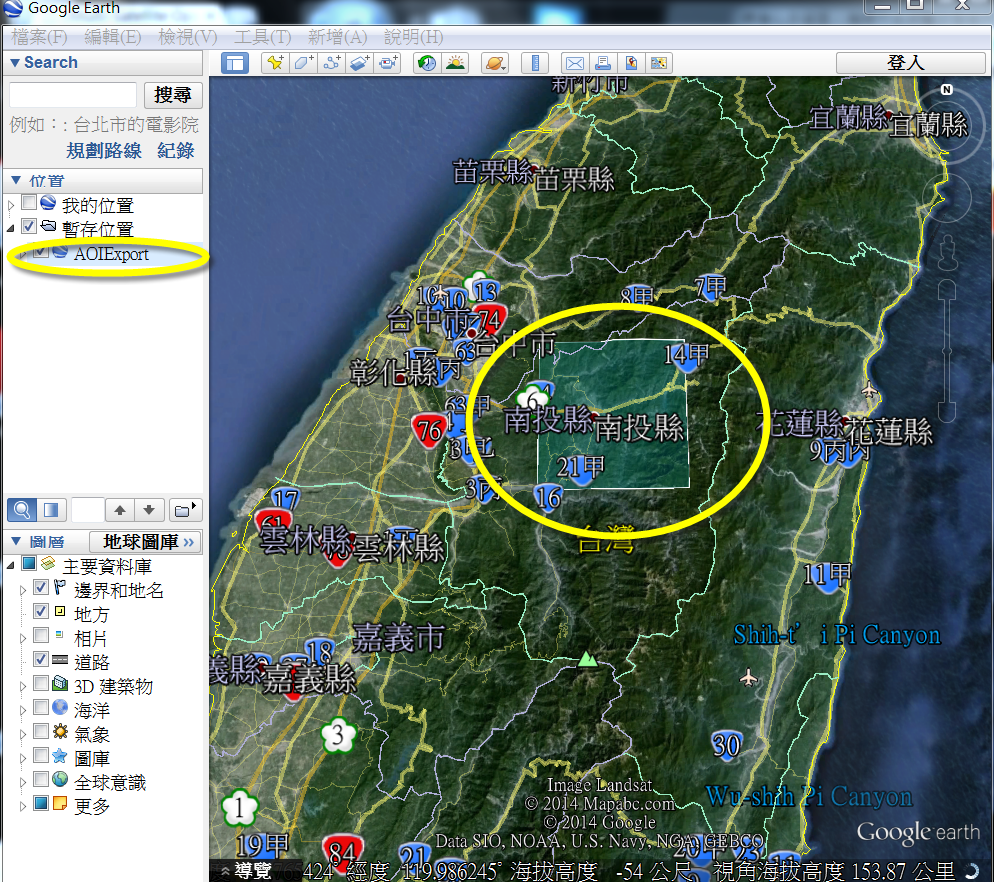 Google Earth
檔案(F) 編輯(E) 檢視(V) 工具(T) 新增(A) 說明(H)
Search
登入
搜尋
例如：: 台北市的電影院
規劃路線 紀錄
位置
我的位置
暫存位置
AOIExport
圖層
地球圖庫 »
主要資料庫
邊界和地名
地方
相片
道路
3D 建築物
海洋
氣象
圖庫
全球意識
更多
N
新竹市
宜蘭縣 宜蘭縣
苗栗縣 苗栗縣
10 10 13
8甲 7甲
74
台中市
台中市
63
14甲
彰化縣
6
63甲
76
南投縣 南投縣
花蓮縣 花蓮縣
9丙
21甲
3丙
16
17
61
雲林縣 雲林縣
台灣
11甲
嘉義市
Shih-t'i Pi Canyon
18
義縣 嘉義縣
3
30
Image Landsat
© 2014 Mapabc.com
Wu-shih Pi Canyon
1
© 2014 Google
Google earth
19甲
Data SIO, NOAA, U.S. Navy, NGA, GEBCO
84
21
20甲
23
導覽
424 經度 119.986245° 海拔高度 -54 公尺 視角海拔高度 153.87 公里